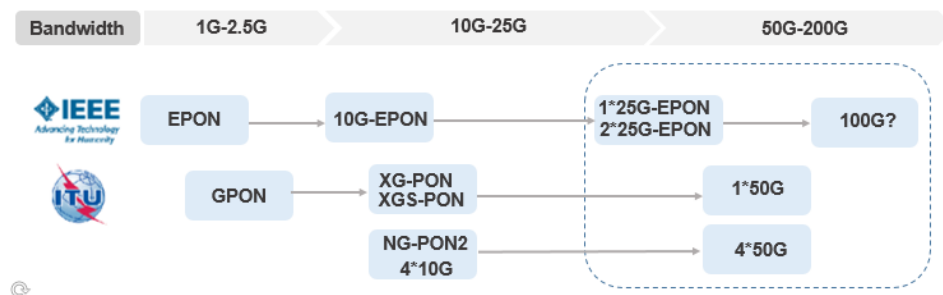 Bandwidth 1G-2.5G 10G-25G 50G-200G
IEEE
Advancing Technology
for Humanity
EPON 10G-EPON 1*25G-EPON 100G?
2*25G-EPON
ITU
GPON XG-PON 1*50G
XGS-PON
NG-PON2 4*50G
4*10G